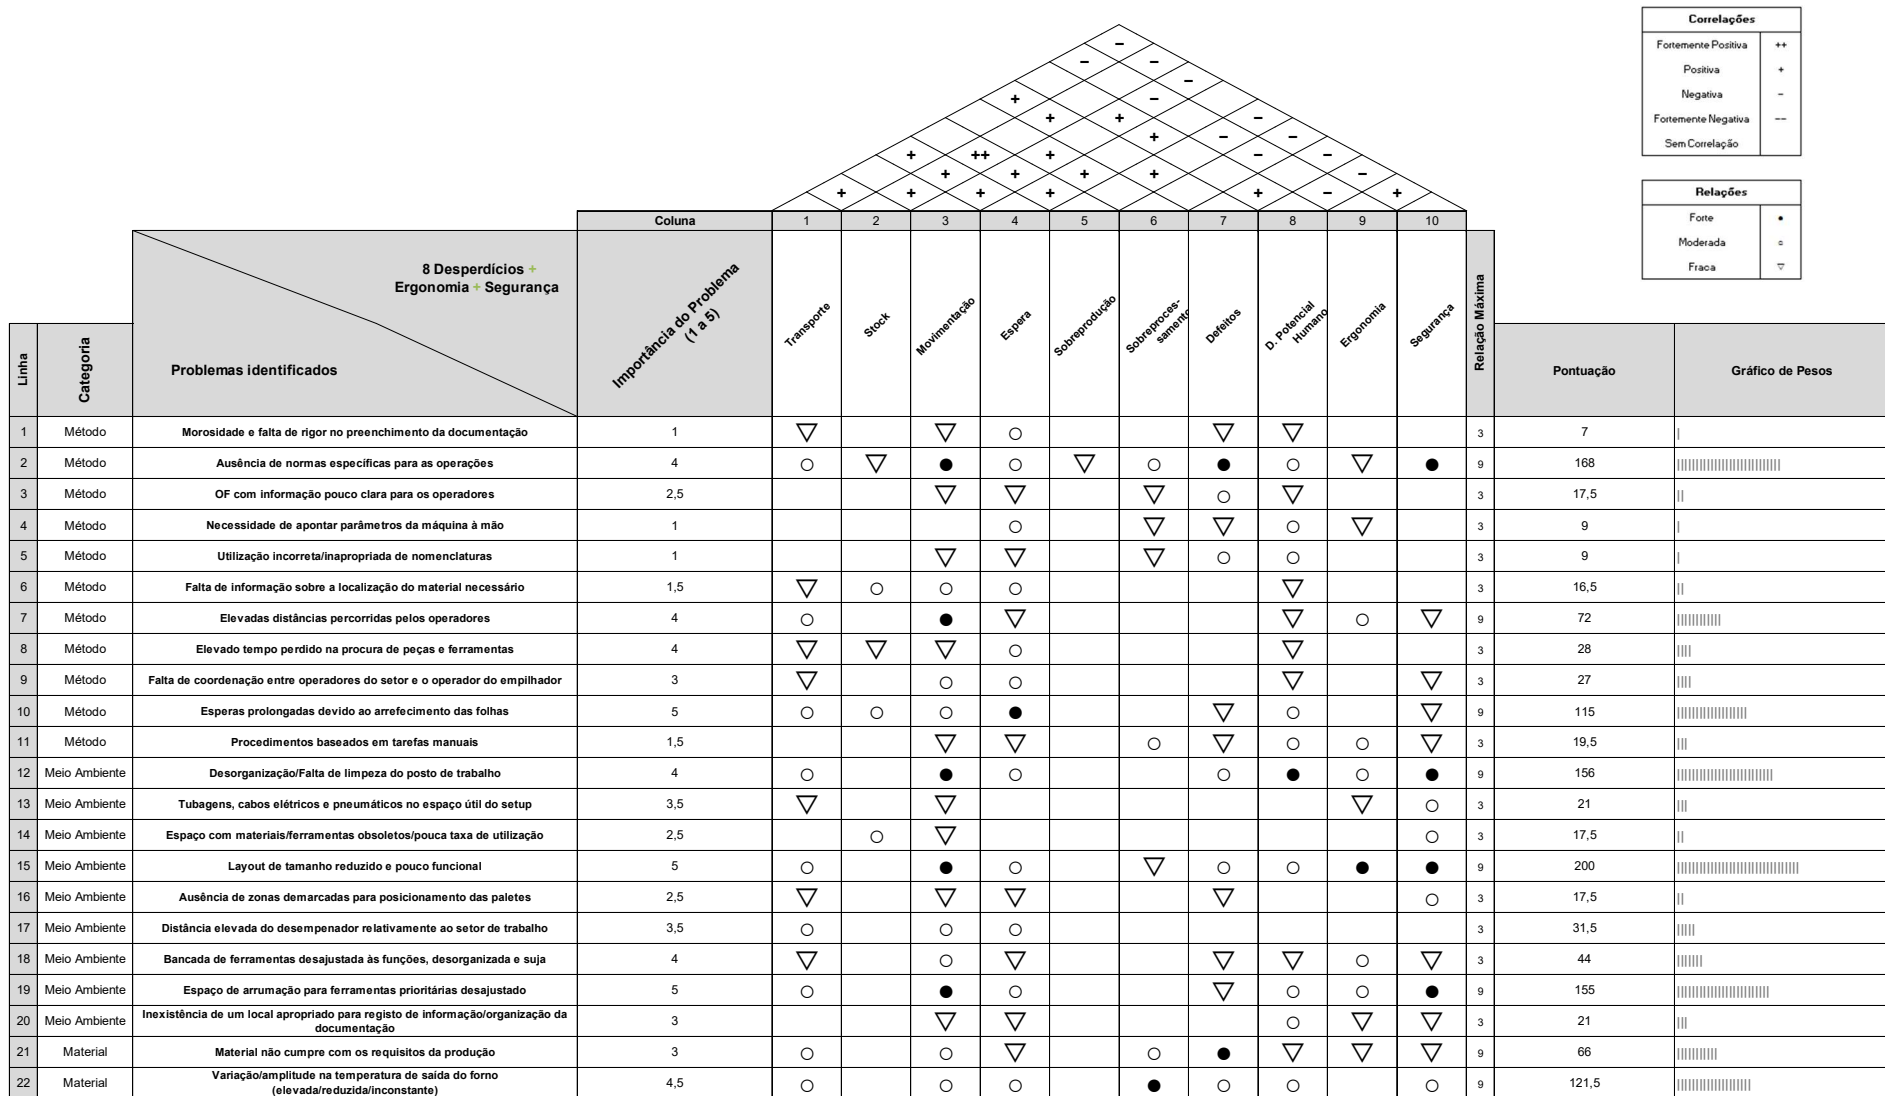 Correlações
Fortemente Positiva ++
Positiva +
Negativa −
Fortemente Negativa −−
Sem Correlação
Relações
Forte ●
Moderada ○
Fraca ▽
−
− −
−
+ −
+ + −
+ − −
+ ++ + − −
+ + + + −
+ + + + + − +
Coluna 1 2 3 4 5 6 7 8 9 10
8 Desperdícios +
Ergonomia + Segurança
Problemas identificados
Linha
Categoria
Importância do Problema
(1 a 5)
Transporte
Stock
Movimentação
Espera
Sobreprodução
Sobreproces-
samento
Defeitos
D. Potencial
Humano
Ergonomia
Segurança
Relação Máxima
Pontuação
Gráfico de Pesos
1 Método Morosidade e falta de rigor no preenchimento da documentação 1 ▽ ▽ ○ ▽ ▽ 3 7
2 Método Ausência de normas específicas para as operações 4 ○ ▽ ● ○ ▽ ○ ● ○ ▽ ● 9 168
3 Método OF com informação pouco clara para os operadores 2,5 ▽ ▽ ▽ ○ ▽ 3 17,5
4 Método Necessidade de apontar parâmetros da máquina à mão 1 ○ ▽ ▽ ○ ▽ 3 9
5 Método Utilização incorreta/inapropriada de nomenclaturas 1 ▽ ▽ ▽ ○ ○ 3 9
6 Método Falta de informação sobre a localização do material necessário 1,5 ▽ ○ ○ ○ ▽ 3 16,5
7 Método Elevadas distâncias percorridas pelos operadores 4 ○ ● ▽ ▽ ○ ▽ 9 72
8 Método Elevado tempo perdido na procura de peças e ferramentas 4 ▽ ▽ ▽ ○ ▽ 3 28
9 Método Falta de coordenação entre operadores do setor e o operador do empilhador 3 ▽ ○ ○ ▽ ▽ 3 27
10 Método Esperas prolongadas devido ao arrefecimento das folhas 5 ○ ○ ○ ● ▽ ○ ▽ 9 115
11 Método Procedimentos baseados em tarefas manuais 1,5 ▽ ▽ ○ ▽ ○ ○ ▽ 3 19,5
12 Meio Ambiente Desorganização/Falta de limpeza do posto de trabalho 4 ○ ● ○ ○ ● ○ ● 9 156
13 Meio Ambiente Tubagens, cabos elétricos e pneumáticos no espaço útil do setup 3,5 ▽ ▽ ▽ ○ 3 21
14 Meio Ambiente Espaço com materiais/ferramentas obsoletos/pouca taxa de utilização 2,5 ○ ▽ ○ 3 17,5
15 Meio Ambiente Layout de tamanho reduzido e pouco funcional 5 ○ ● ○ ▽ ○ ○ ● ● 9 200
16 Meio Ambiente Ausência de zonas demarcadas para posicionamento das paletes 2,5 ▽ ▽ ▽ ▽ ○ 3 17,5
17 Meio Ambiente Distância elevada do desempenador relativamente ao setor de trabalho 3,5 ○ ○ ○ 3 31,5
18 Meio Ambiente Bancada de ferramentas desajustada às funções, desorganizada e suja 4 ▽ ○ ▽ ▽ ▽ ○ ▽ 3 44
19 Meio Ambiente Espaço de arrumação para ferramentas prioritárias desajustado 5 ○ ● ○ ▽ ○ ○ ● 9 155
20 Meio Ambiente Inexistência de um local apropriado para registo de informação/organização da
documentação 3 ▽ ▽ ○ ▽ ▽ 3 21
21 Material Material não cumpre com os requisitos da produção 3 ○ ○ ▽ ○ ● ▽ ▽ ▽ 9 66
22 Material Variação/amplitude na temperatura de saída do forno
(elevada/reduzida/inconstante) 4,5 ○ ○ ○ ● ○ ○ ○ 9 121,5